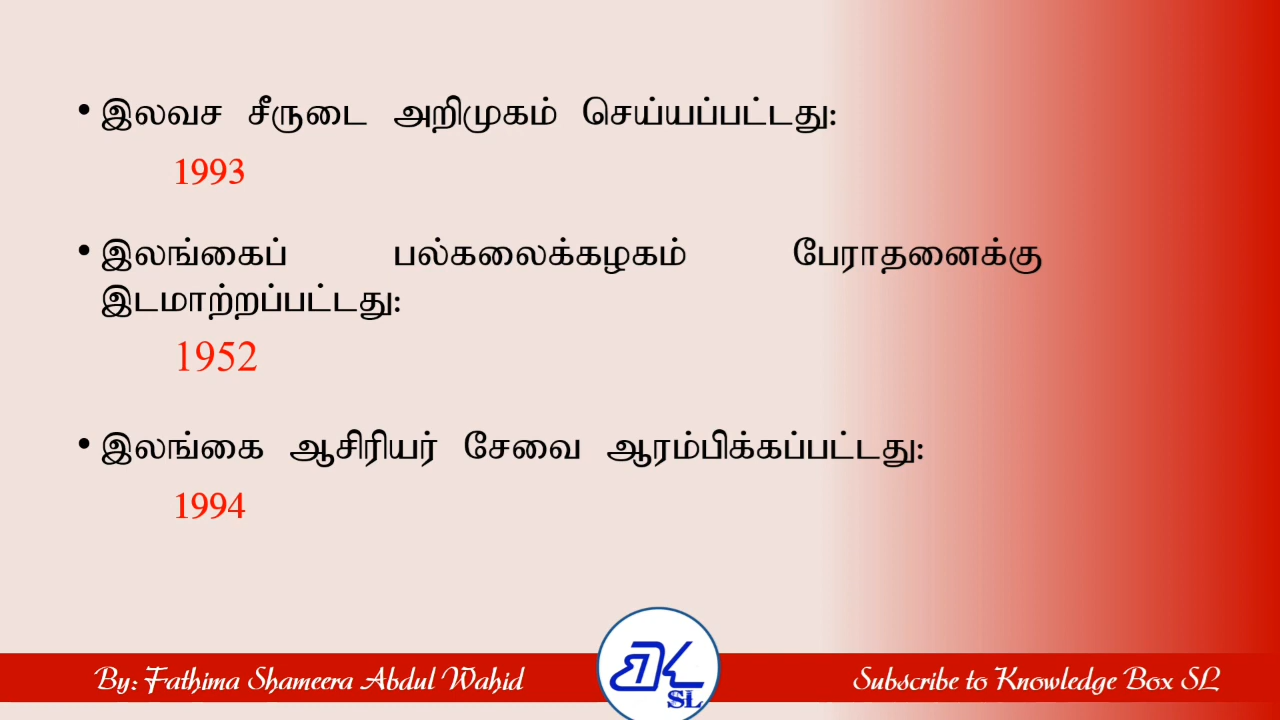 • இலவச சீருடை அறிமுகம் செய்யப்பட்டது:
1993
• இலங்கைப் பல்கலைக்கழகம் பேராதனைக்கு
இடமாற்றப்பட்டது:
1952
• இலங்கை ஆசிரியர் சேவை ஆரம்பிக்கப்பட்டது:
1994
By: Fathima Shameera Abdul Wahid
SL
Subscribe to Knowledge Box SL